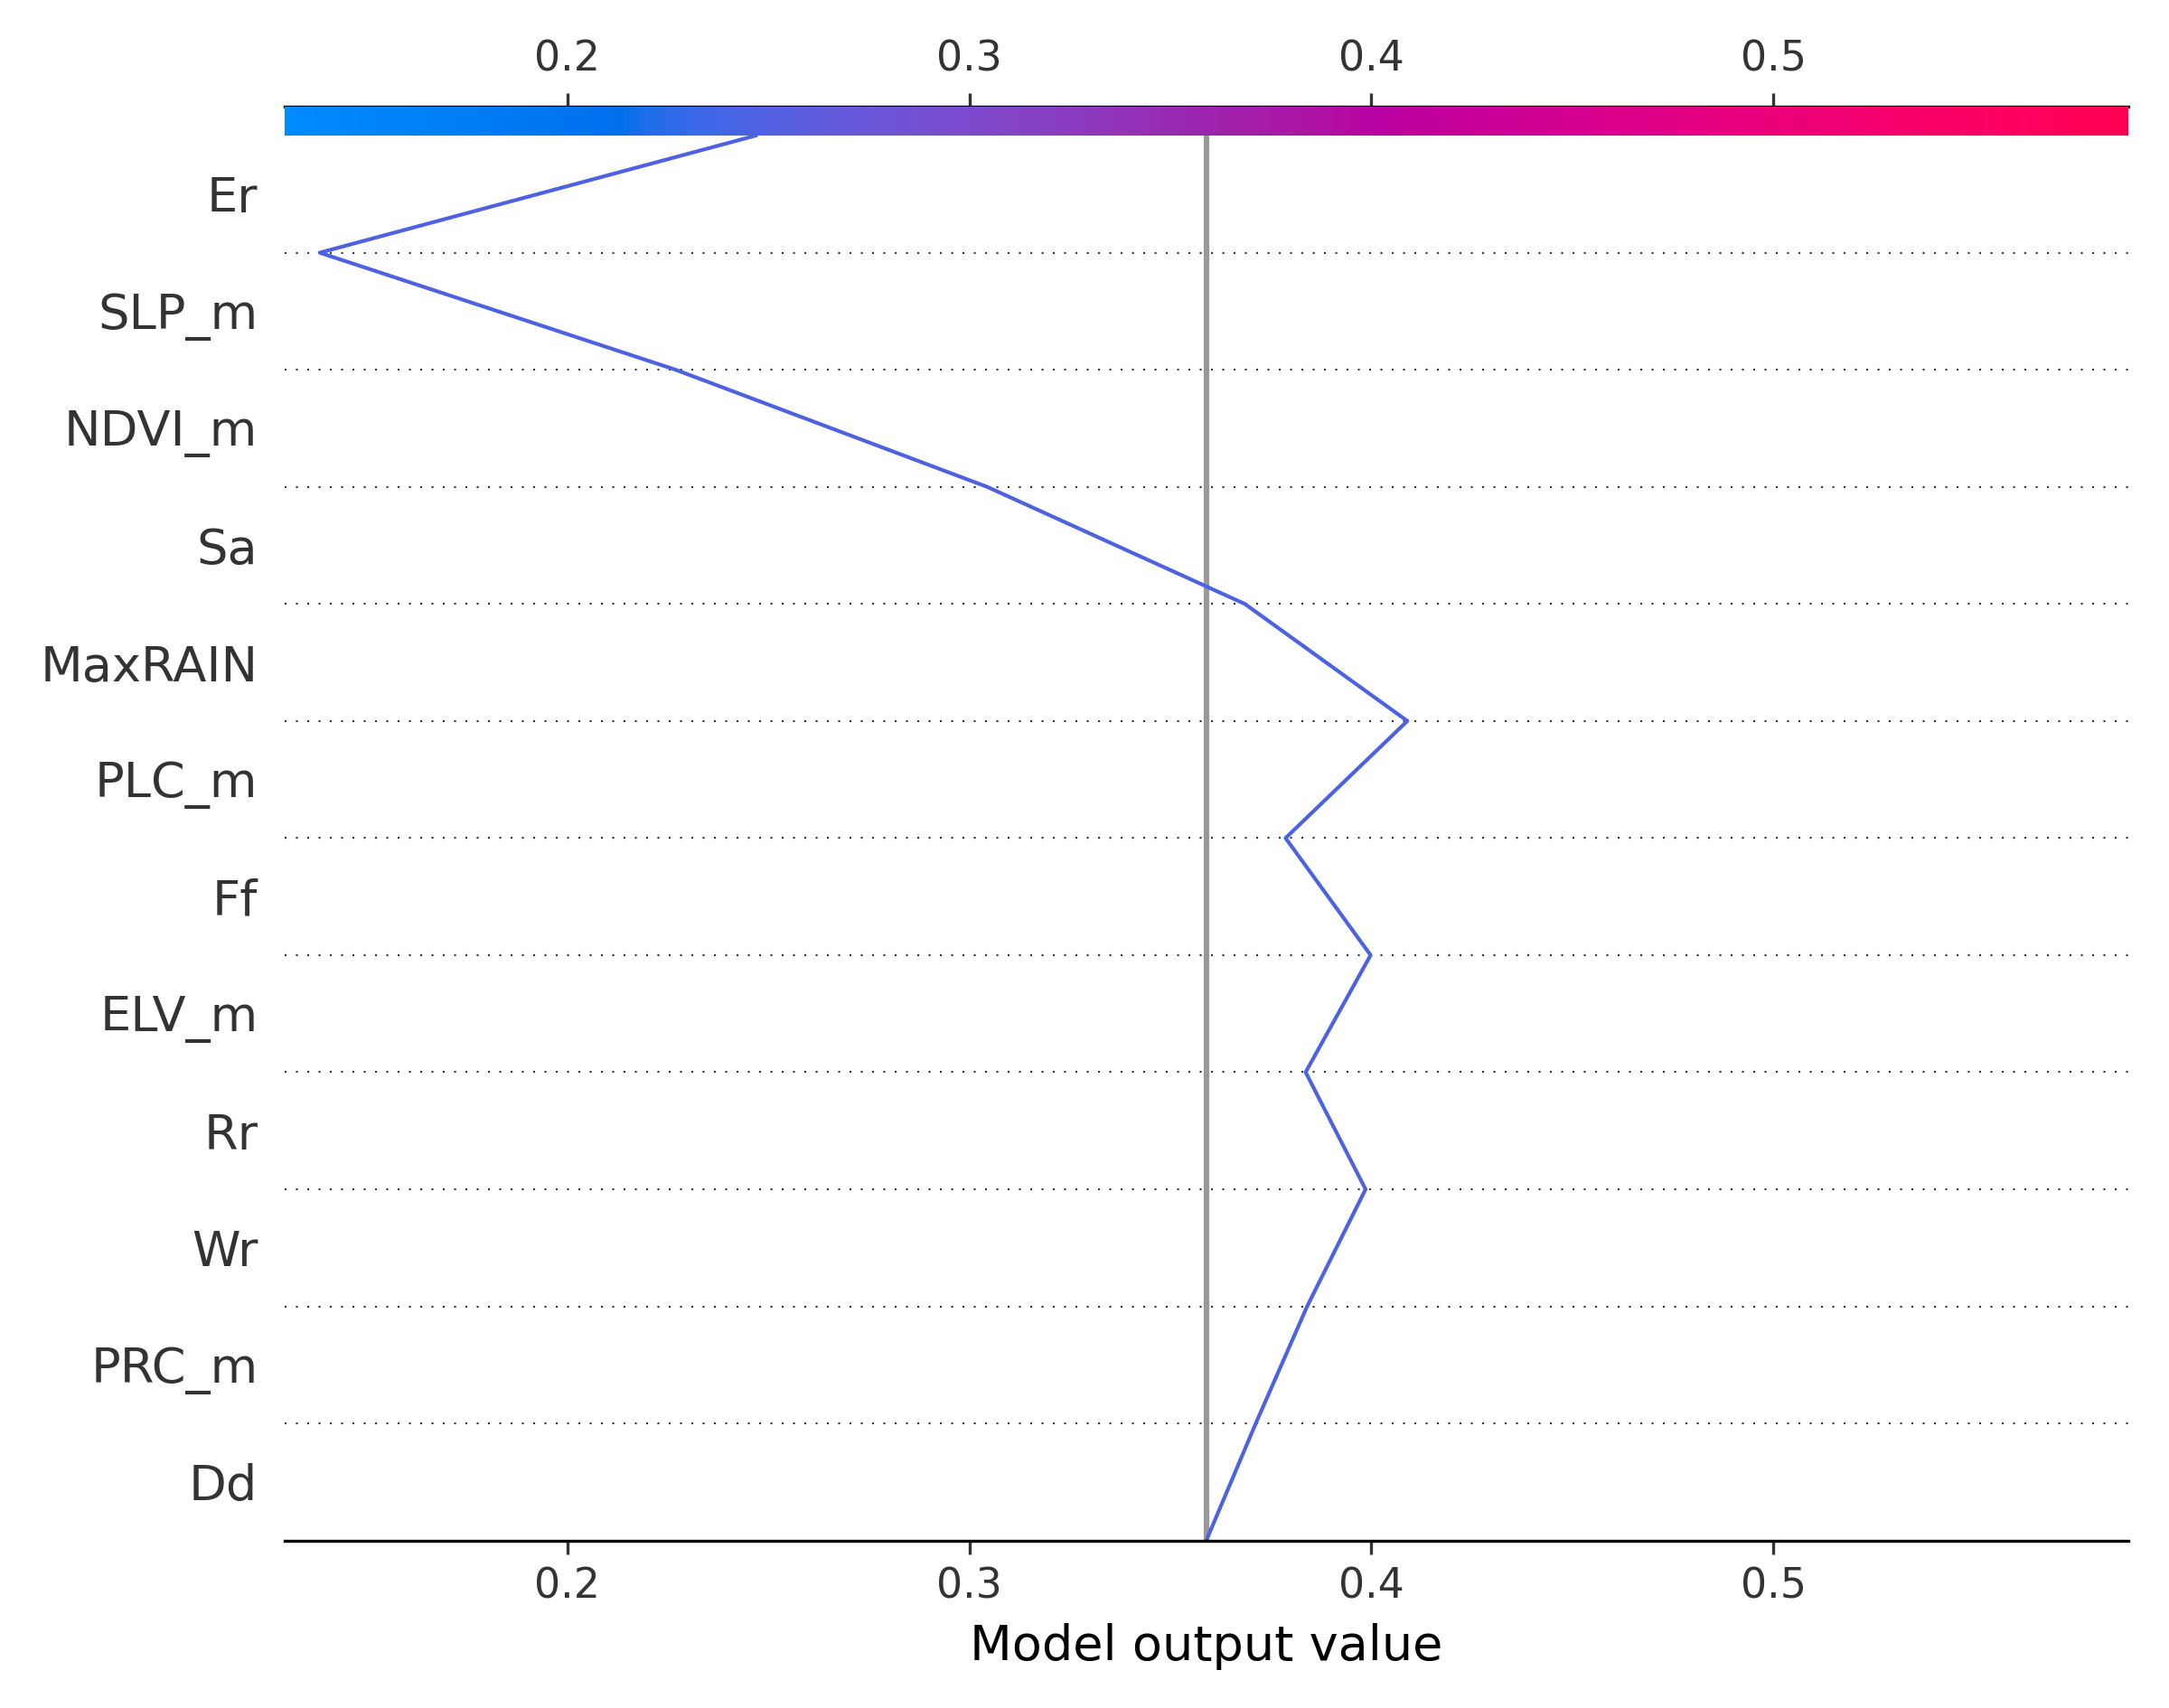 0.2 0.3 0.4 0.5
Er
SLP_m
NDVI_m
Sa
MaxRAIN
PLC_m
Ff
ELV_m
Rr
Wr
PRC_m
Dd
0.2 0.3 0.4 0.5
Model output value